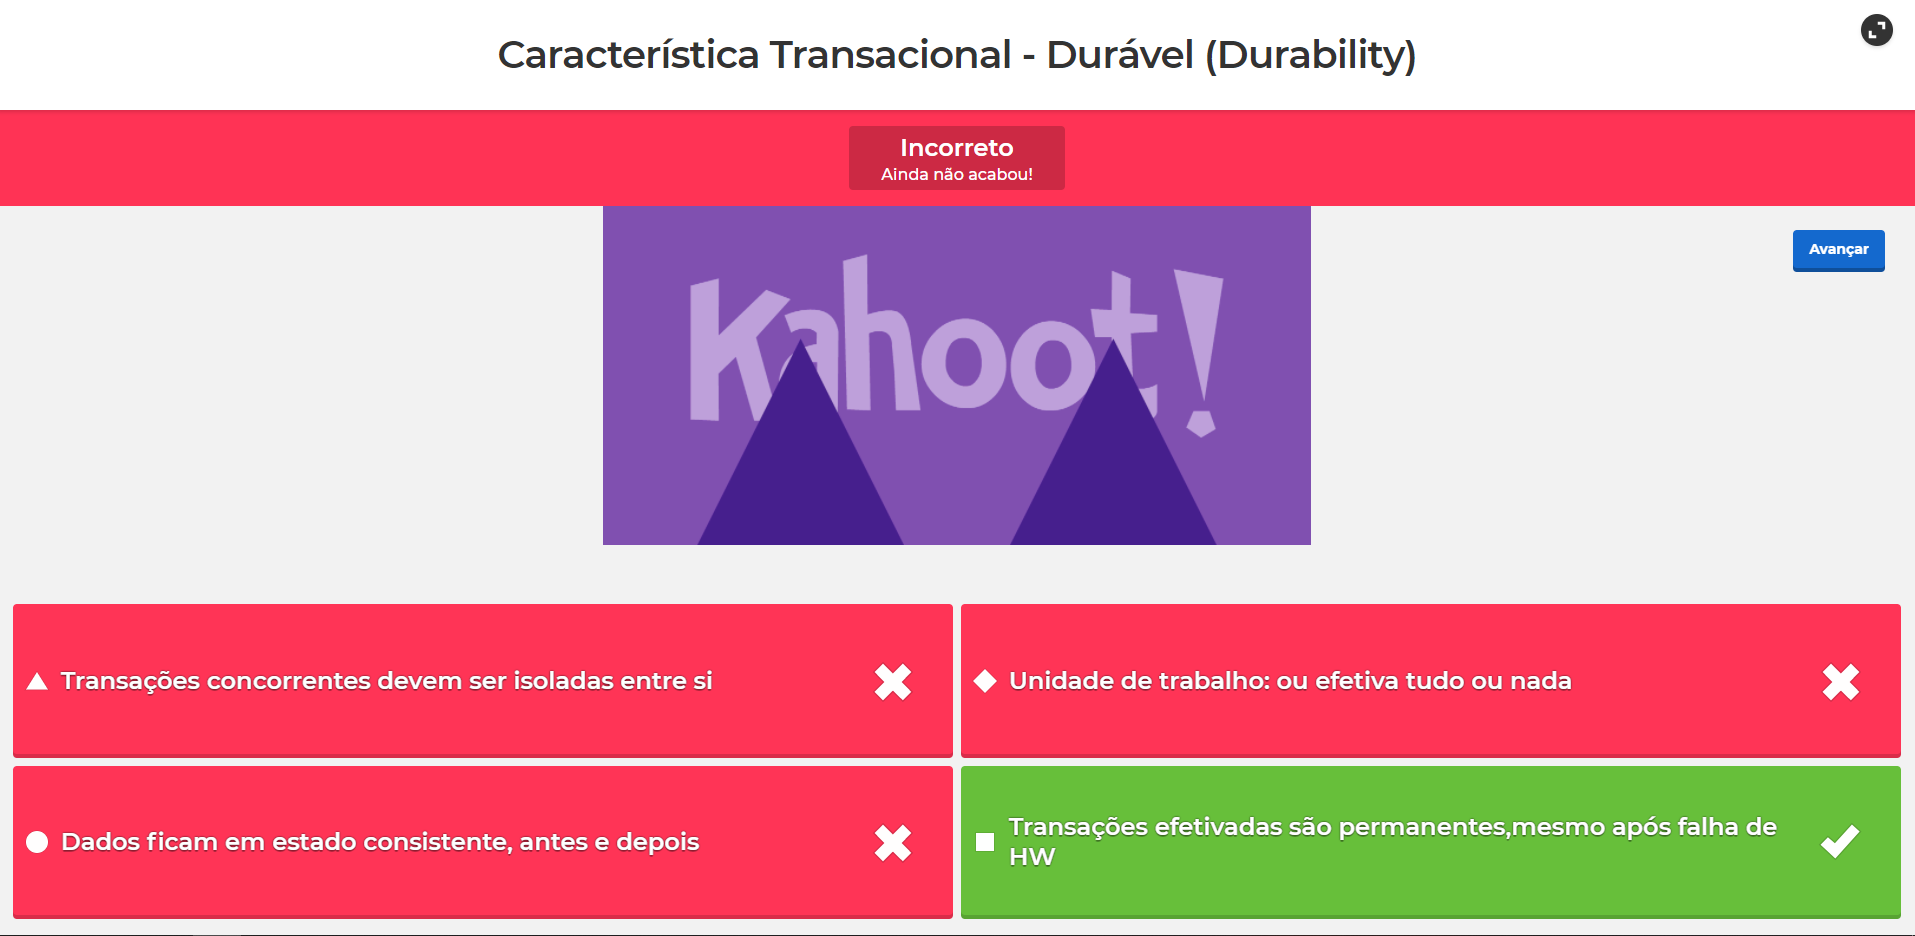 Característica Transacional - Durável (Durability)
Incorreto
Ainda não acabou!
Kahoot!
Avançar
Transações concorrentes devem ser isoladas entre si
Unidade de trabalho: ou efetiva tudo ou nada
Dados ficam em estado consistente, antes e depois
Transações efetivadas são permanentes,mesmo após falha de
HW